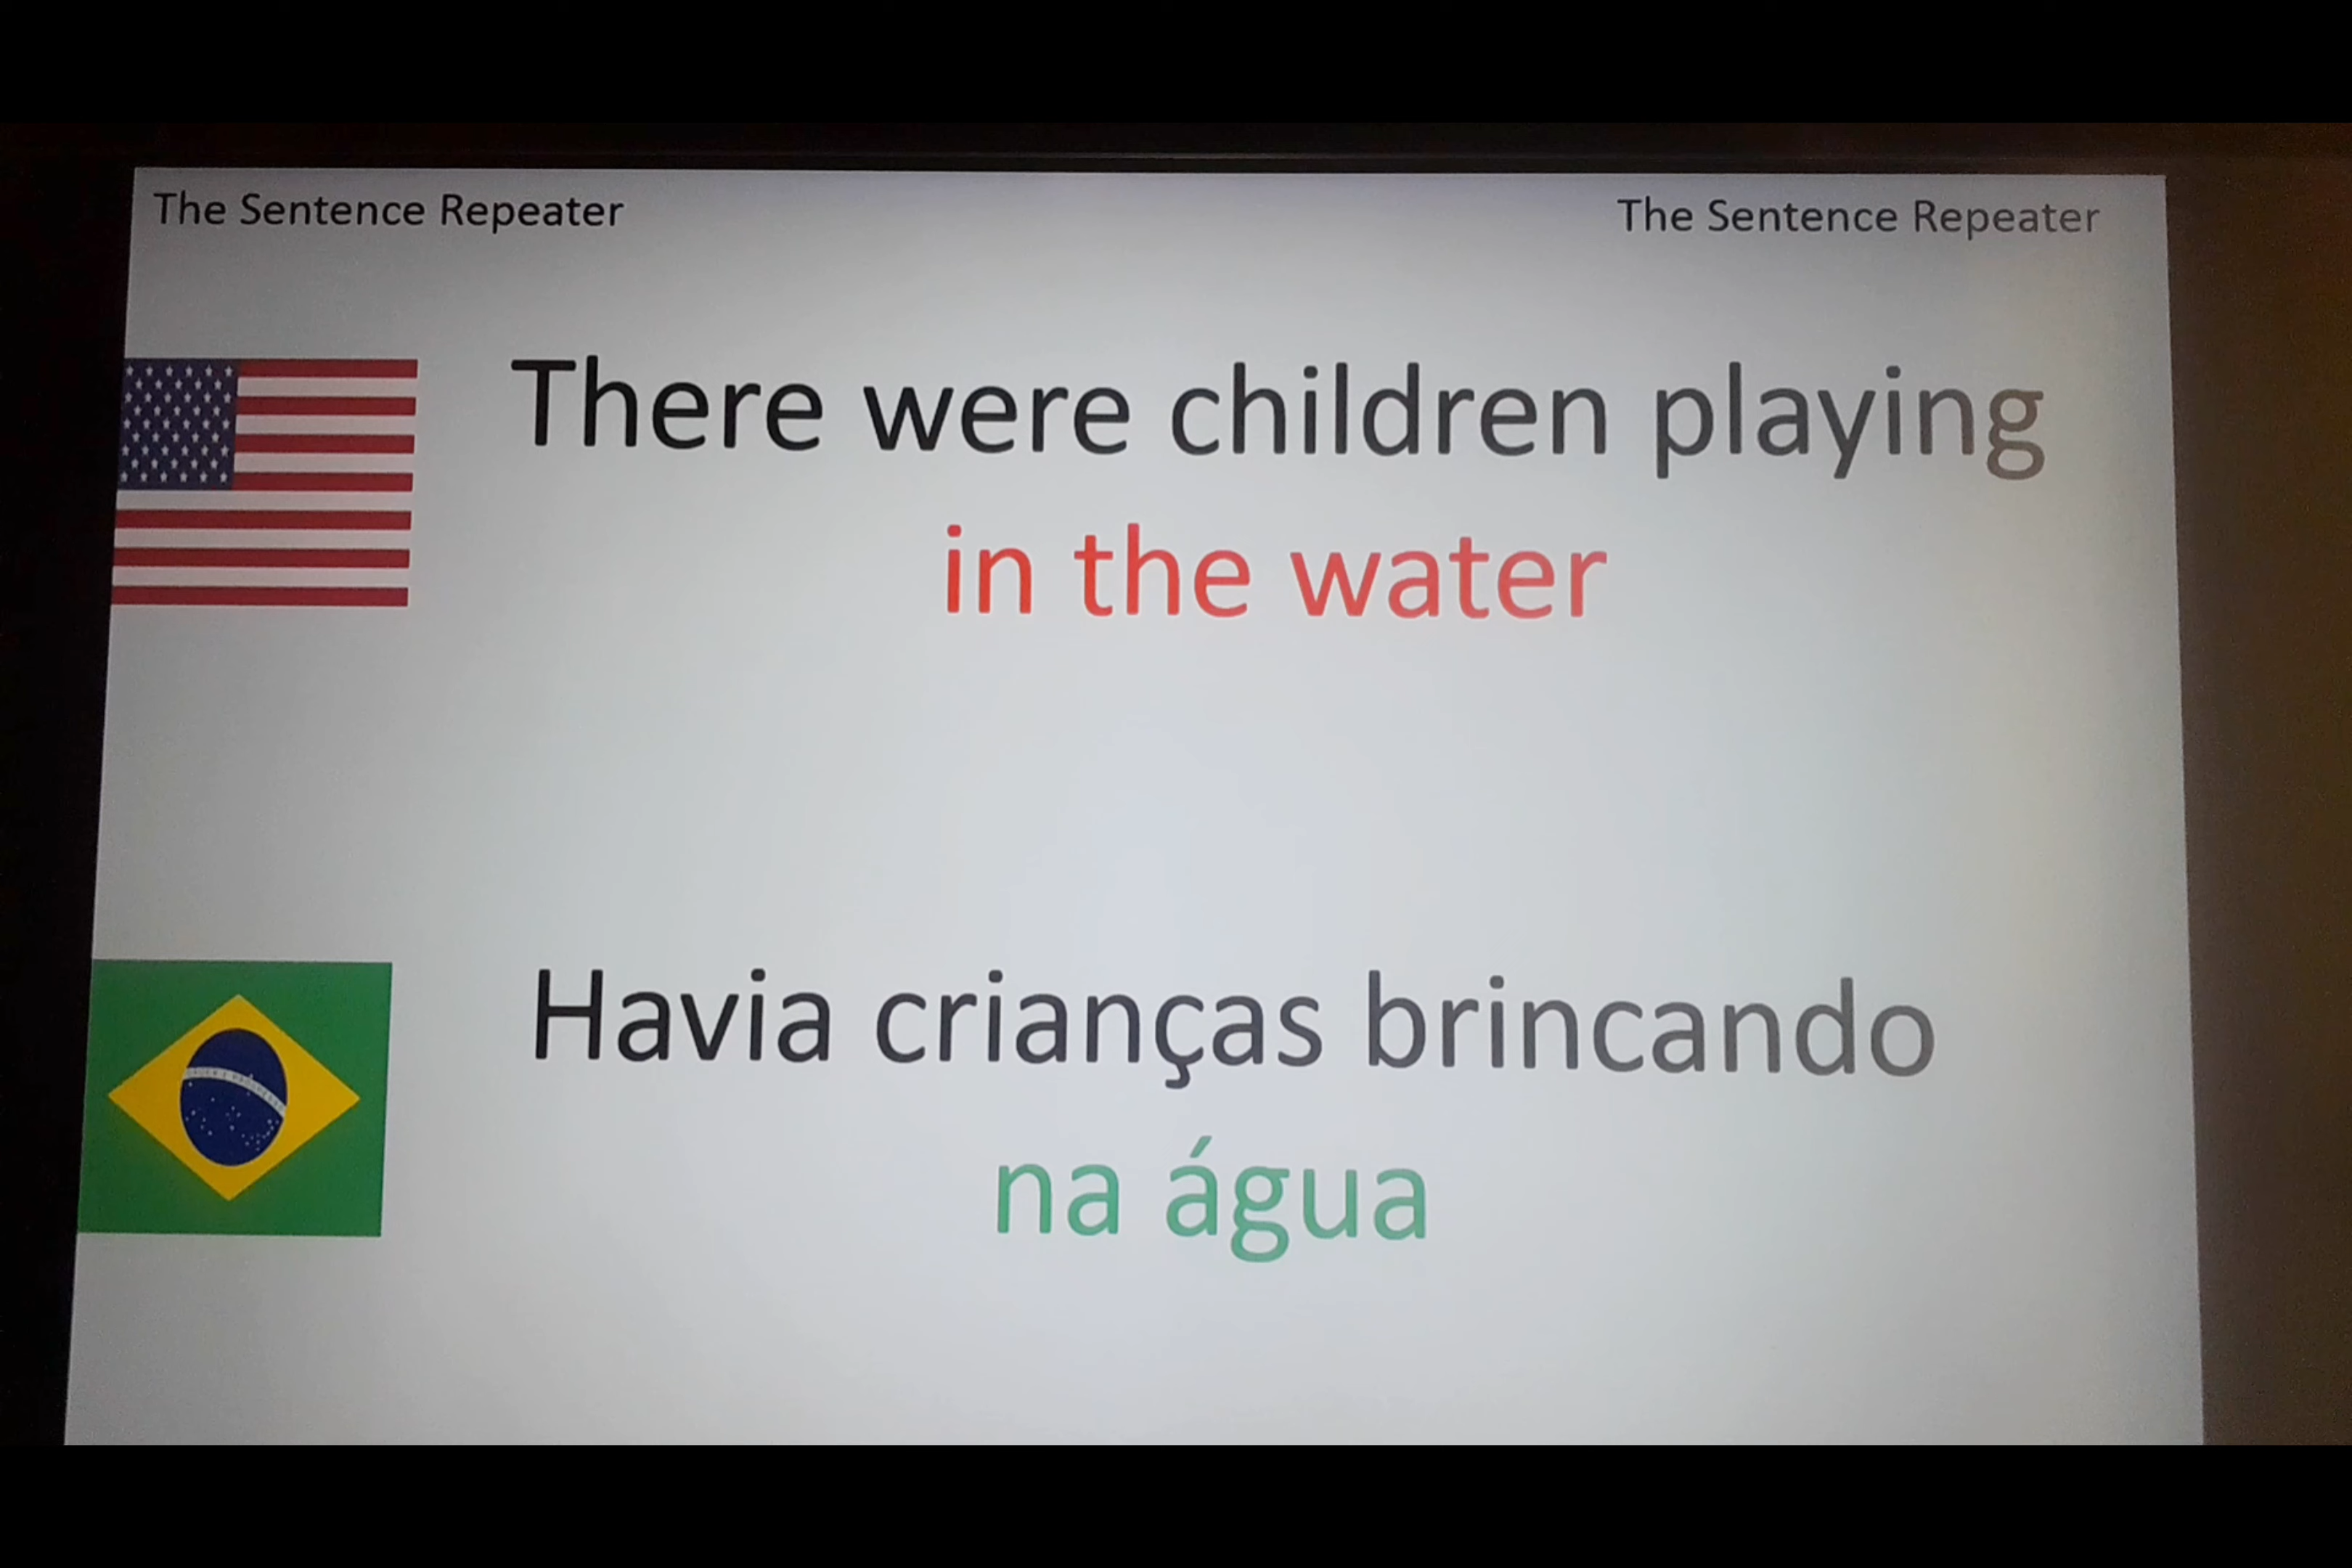 The Sentence Repeater
The Sentence Repeater
There were children playing
in the water
Havia crianças brincando
na água